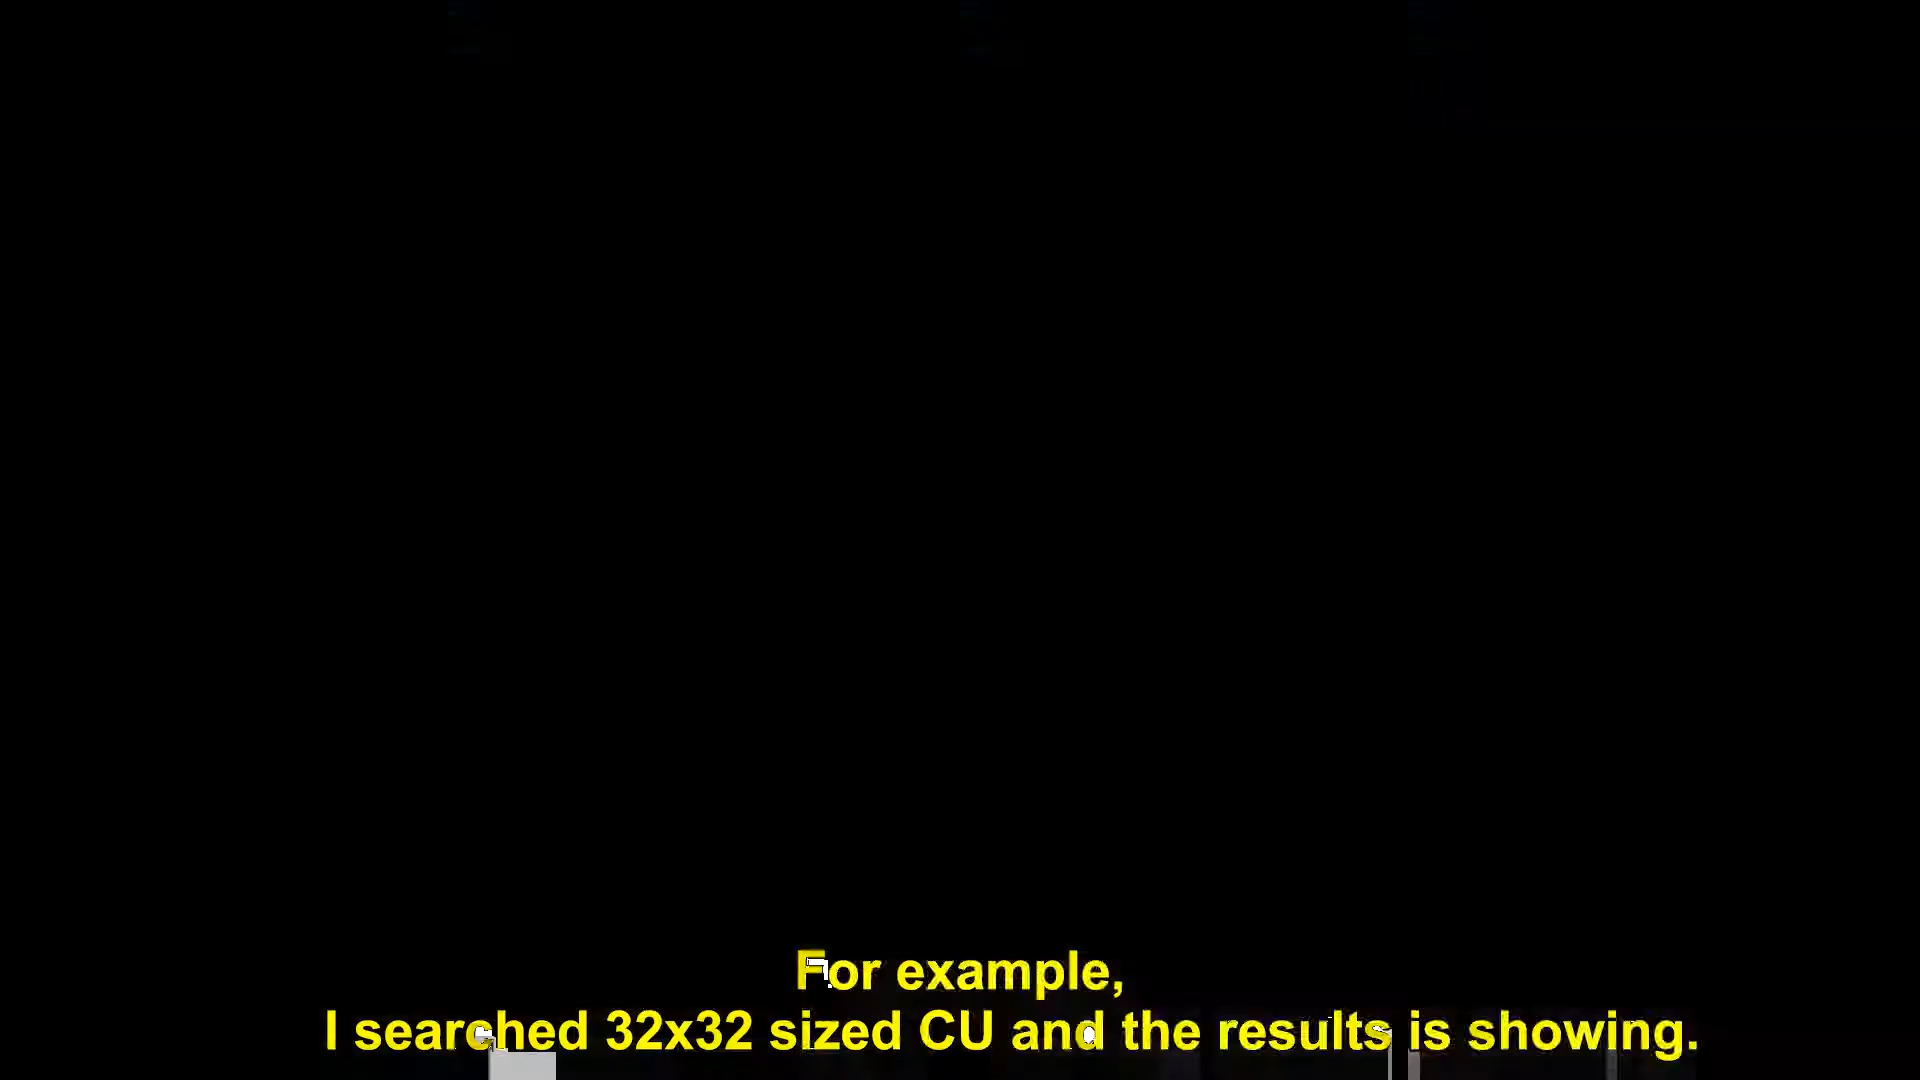 For example,
I searched 32x32 sized CU and the results is showing.